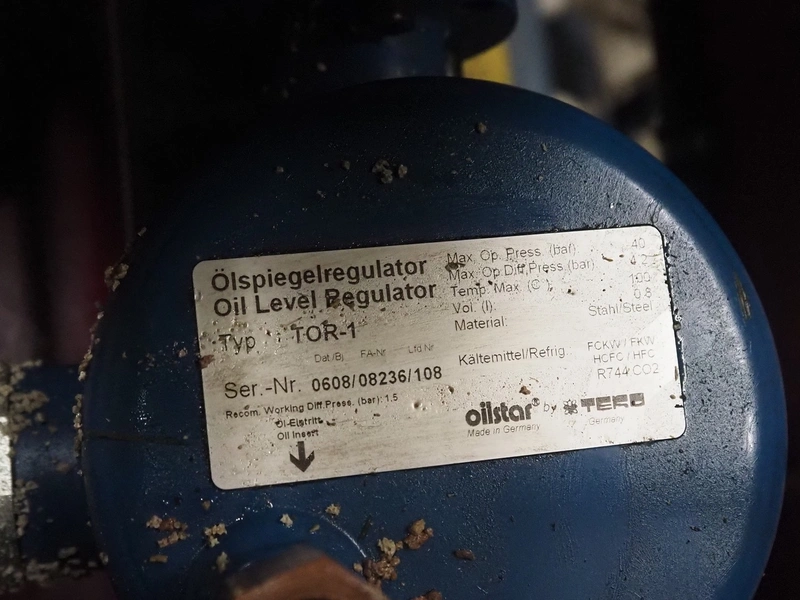 Ölspiegelregulator
Oil Level Regulator
Typ : TOR-1
Dat./Bj. FA-Nr. Lfd Nr
Ser.-Nr. 0608/08236/108
Recom. Working Diff.Press. (bar): 1.5
Öl-Eistritt
Oil Insert
Max. Op. Press. (bar) 40
Max. Op.Diff.Press.(bar)
Temp. Max. (C°) 100
Vol. (l): 0.8
Material: Stahl/Steel
Kältemittel/Refrig. FCKW / FKW
HCFC / HFC
/ R744 CO2
oilstar® by TEKO
Made in Germany Germany